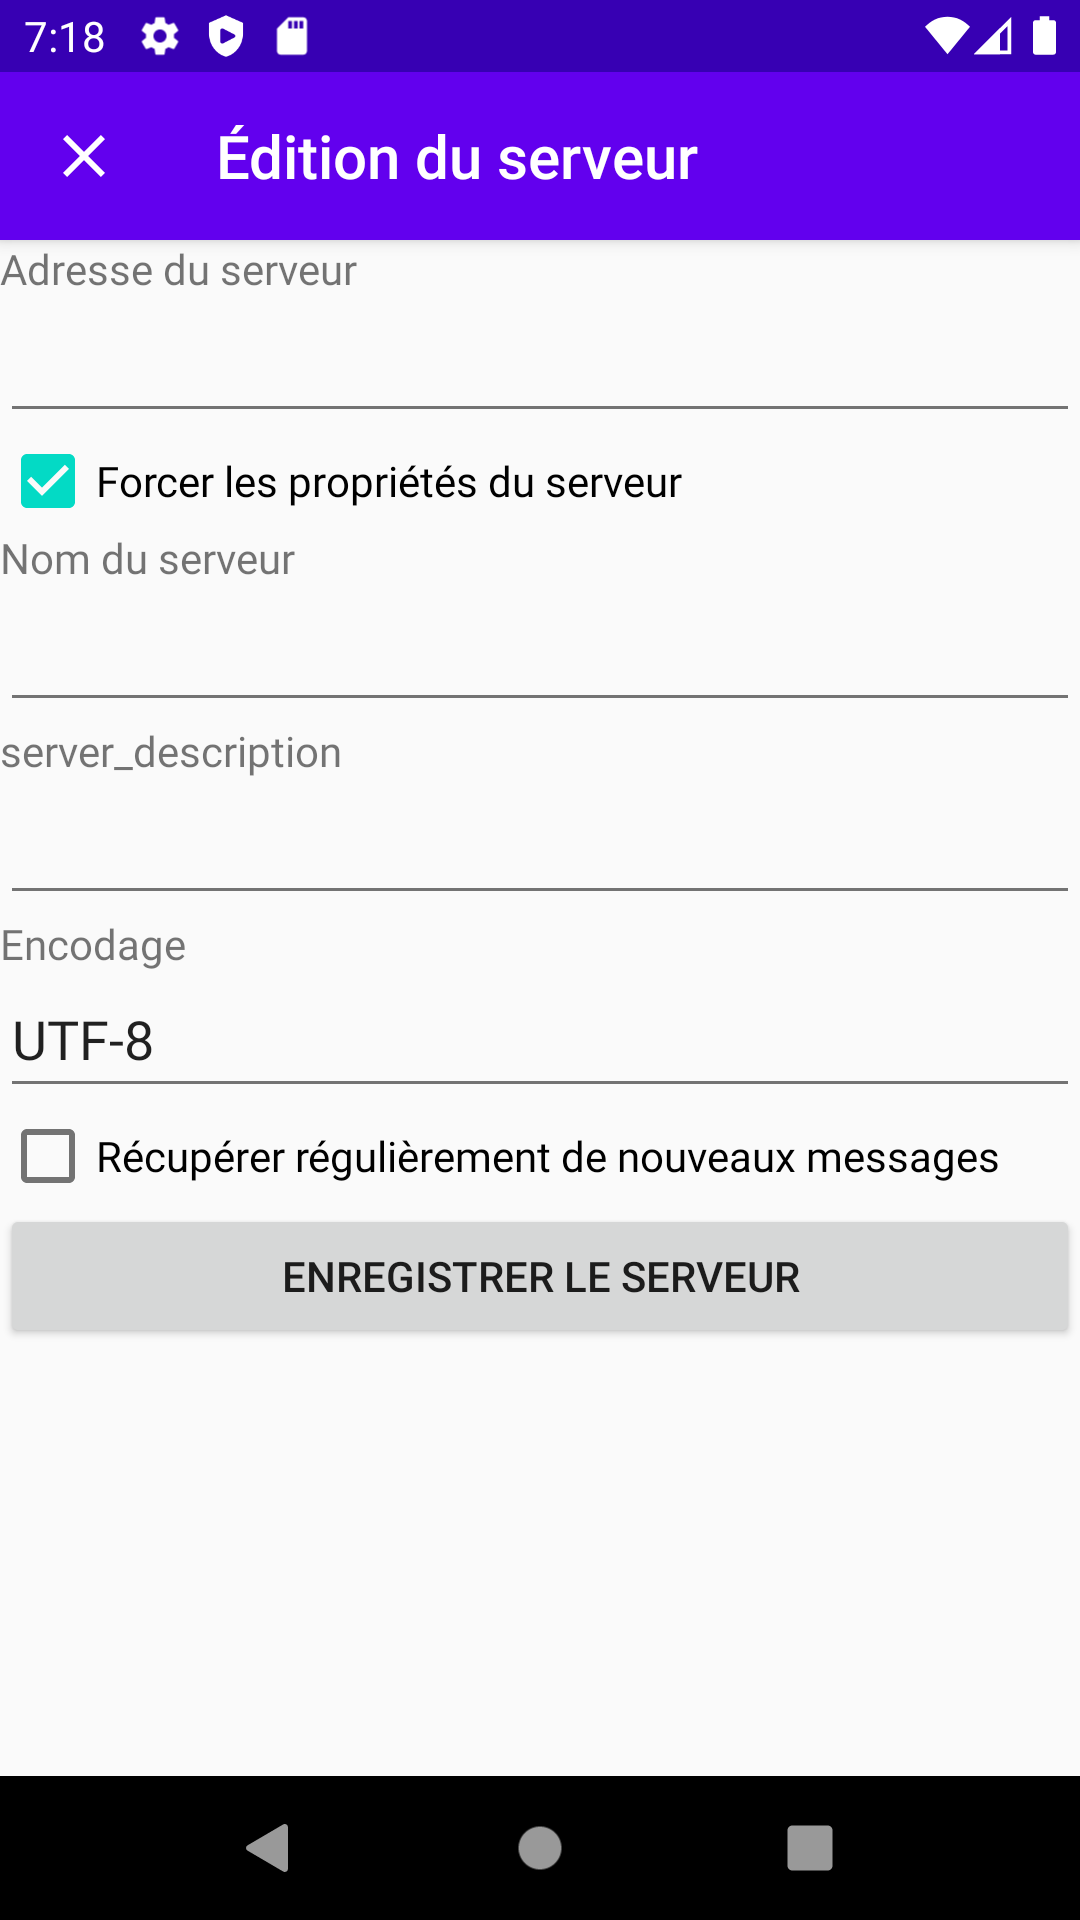 7:18
Édition du serveur
Adresse du serveur
Forcer les propriétés du serveur
Nom du serveur
server_description
Encodage
UTF-8
Récupérer régulièrement de nouveaux messages
ENREGISTRER LE SERVEUR